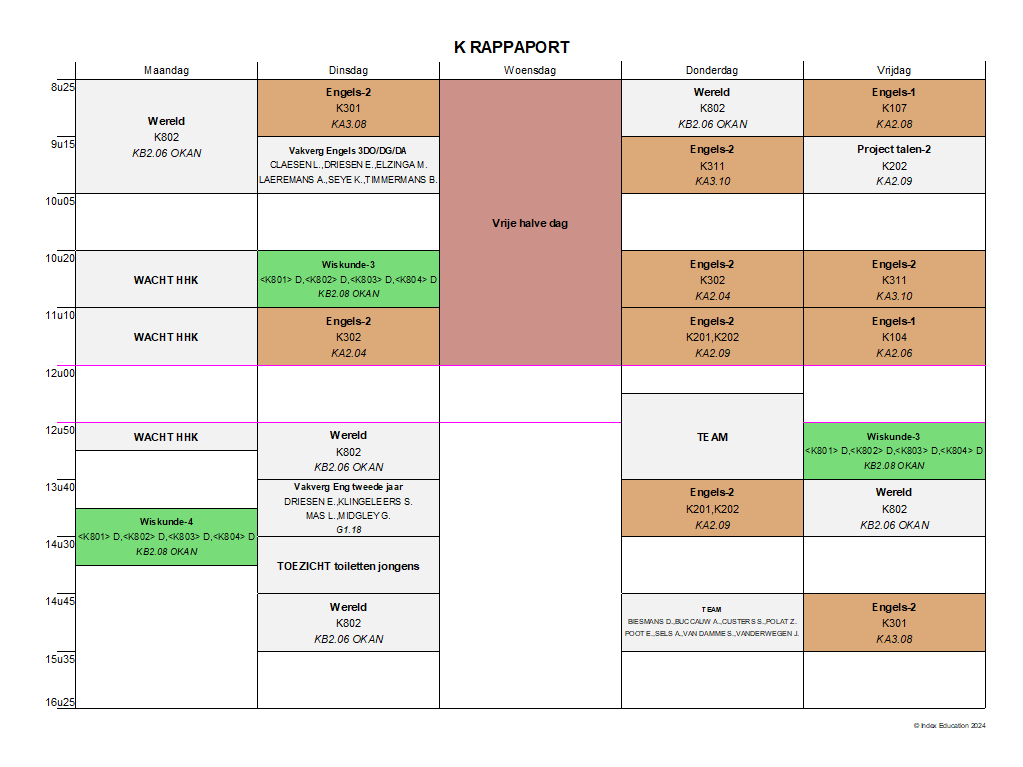 K RAPPAPORT
Maandag
Dinsdag
Woensdag
Donderdag
Vrijdag
8u25
9u15
10u05
10u20
11u10
12u00
12u50
13u40
14u30
14u45
15u35
16u25
Wereld
K802
KB2.06 OKAN
WACHT HHK
WACHT HHK
WACHT HHK
Wiskunde-4
<K801> D,<K802> D,<K803> D,<K804> D
KB2.08 OKAN
Engels-2
K301
KA3.08
Vakverg Engels 3DO/DG/DA
CLAESEN L.,DRIESEN E.,ELZINGA M.
LAEREMANS A.,SEYE K.,TIMMERMANS B.
Wiskunde-3
<K801> D,<K802> D,<K803> D,<K804> D
KB2.08 OKAN
Engels-2
K302
KA2.04
Wereld
K802
KB2.06 OKAN
Vakverg Eng tweede jaar
DRIESEN E.,KLINGELEERS S.
MAS L.,MIDGLEY G.
G1.18
TOEZICHT toiletten jongens
Wereld
K802
KB2.06 OKAN
Vrije halve dag
Wereld
K802
KB2.06 OKAN
Engels-2
K311
KA3.10
Engels-2
K302
KA2.04
Engels-2
K201,K202
KA2.09
TEAM
Engels-2
K201,K202
KA2.09
TEAM
BIESMANS D.,BUCCAUW A.,CUSTERS S.,POLAT Z.
POOT E.,SELS A.,VAN DAMME S.,VANDERWEGEN J.
Engels-1
K107
KA2.08
Project talen-2
K202
KA2.09
Engels-2
K311
KA3.10
Engels-1
K104
KA2.06
Wiskunde-3
<K801> D,<K802> D,<K803> D,<K804> D
KB2.08 OKAN
Wereld
K802
KB2.06 OKAN
Engels-2
K301
KA3.08
© Index Education 2024